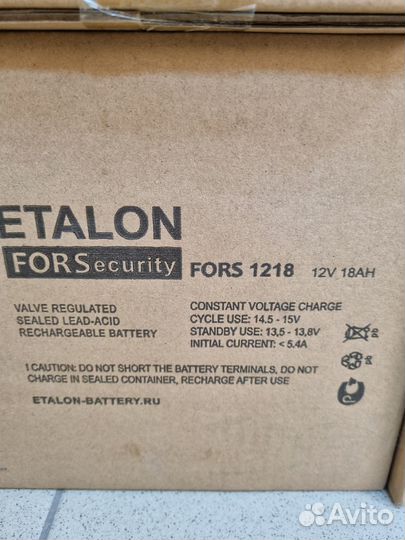 ETALON
FORSecurity FORS 1218 12V 18AH
VALVE REGULATED
SEALED LEAD-ACID
RECHARGEABLE BATTERY
CONSTANT VOLTAGE CHARGE
CYCLE USE: 14.5 - 15V
STANDBY USE: 13,5 - 13,8V
INITIAL CURRENT: < 5.4A
Pb
Pb
! CAUTION: DO NOT SHORT THE BATTERY TERMINALS, DO NOT
CHARGE IN SEALED CONTAINER, RECHARGE AFTER USE
ETALON-BATTERY.RU
Avito